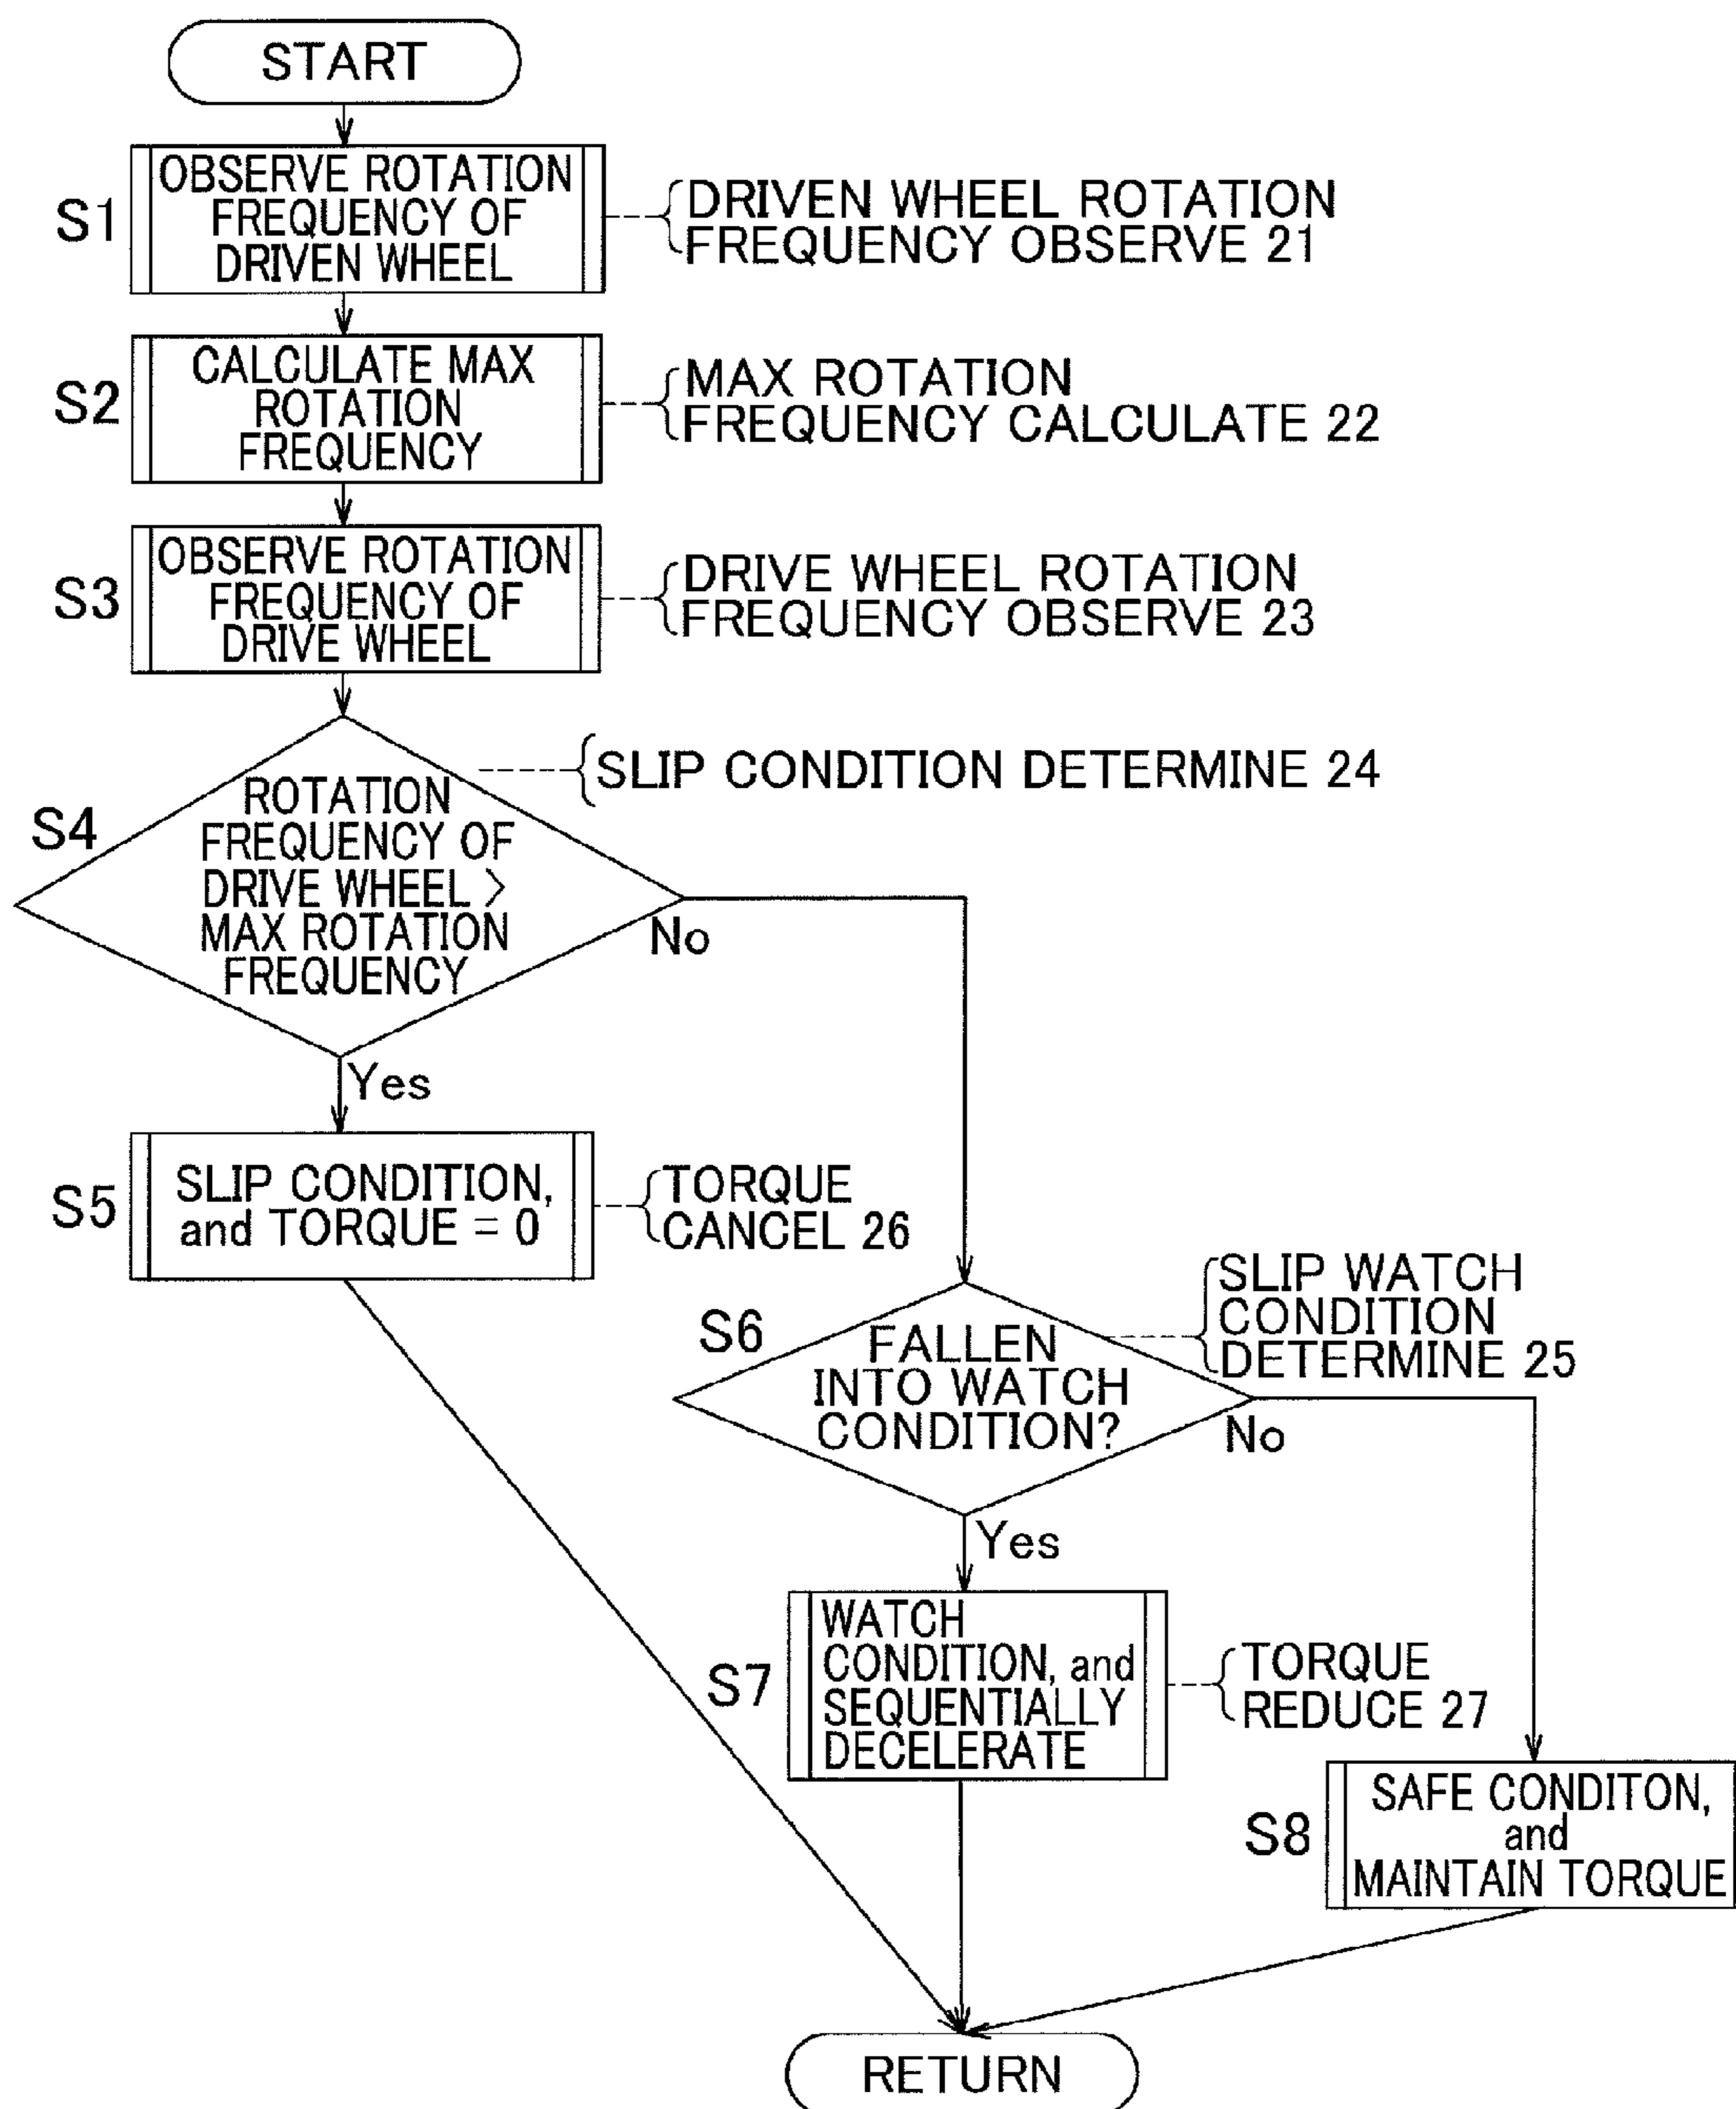 START
S1
OBSERVE ROTATION
FREQUENCY OF
DRIVEN WHEEL
DRIVEN WHEEL ROTATION
FREQUENCY OBSERVE 21
S2
CALCULATE MAX
ROTATION
FREQUENCY
MAX ROTATION
FREQUENCY CALCULATE 22
S3
OBSERVE ROTATION
FREQUENCY OF
DRIVE WHEEL
DRIVE WHEEL ROTATION
FREQUENCY OBSERVE 23
SLIP CONDITION DETERMINE 24
S4
ROTATION
FREQUENCY OF
DRIVE WHEEL >
MAX ROTATION
FREQUENCY
No
Yes
S5
SLIP CONDITION,
and TORQUE = 0
TORQUE
CANCEL 26
S6
FALLEN
INTO WATCH
CONDITION?
SLIP WATCH
CONDITION
DETERMINE 25
No
Yes
S7
WATCH
CONDITION, and
SEQUENTIALLY
DECELERATE
TORQUE
REDUCE 27
S8
SAFE CONDITON,
and
MAINTAIN TORQUE
RETURN